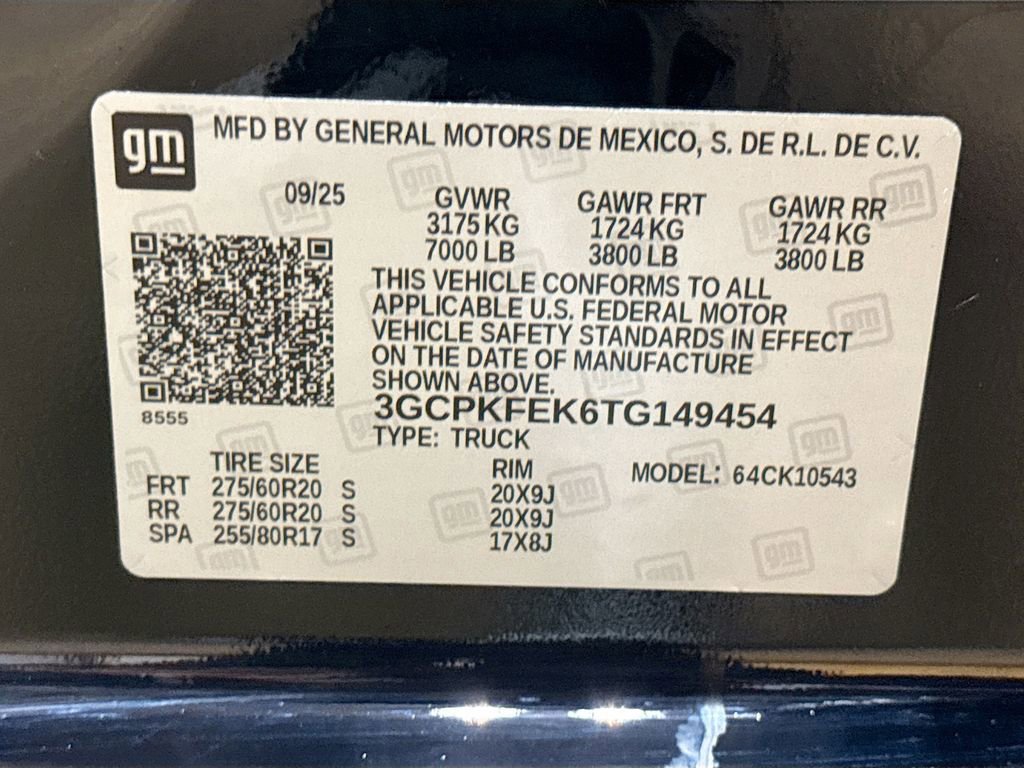 gm MFD BY GENERAL MOTORS DE MEXICO, S. DE R.L. DE C.V.
09/25 GVWR GAWR FRT GAWR RR
3175 KG 1724 KG 1724 KG
7000 LB 3800 LB 3800 LB
THIS VEHICLE CONFORMS TO ALL
APPLICABLE U.S. FEDERAL MOTOR
VEHICLE SAFETY STANDARDS IN EFFECT
ON THE DATE OF MANUFACTURE
SHOWN ABOVE.
8555 3GCPKFEK6TG149454
TYPE: TRUCK
TIRE SIZE RIM MODEL: 64CK10543
FRT 275/60R20 S 20X9J
RR 275/60R20 S 20X9J
SPA 255/80R17 S 17X8J